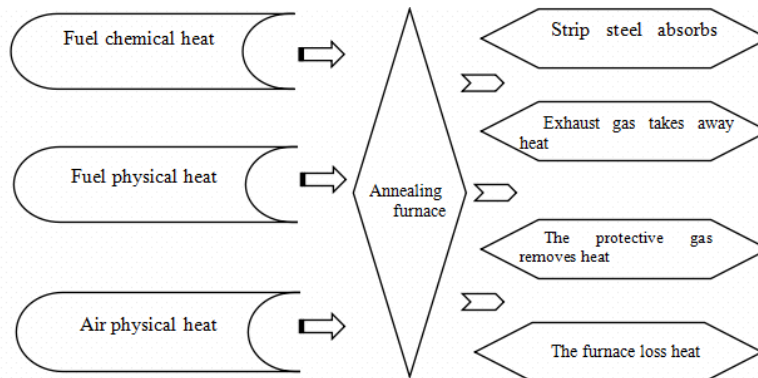 Fuel chemical heat
Fuel physical heat
Air physical heat
Annealing
furnace
Strip steel absorbs
Exhaust gas takes away
heat
The protective gas
removes heat
The furnace loss heat